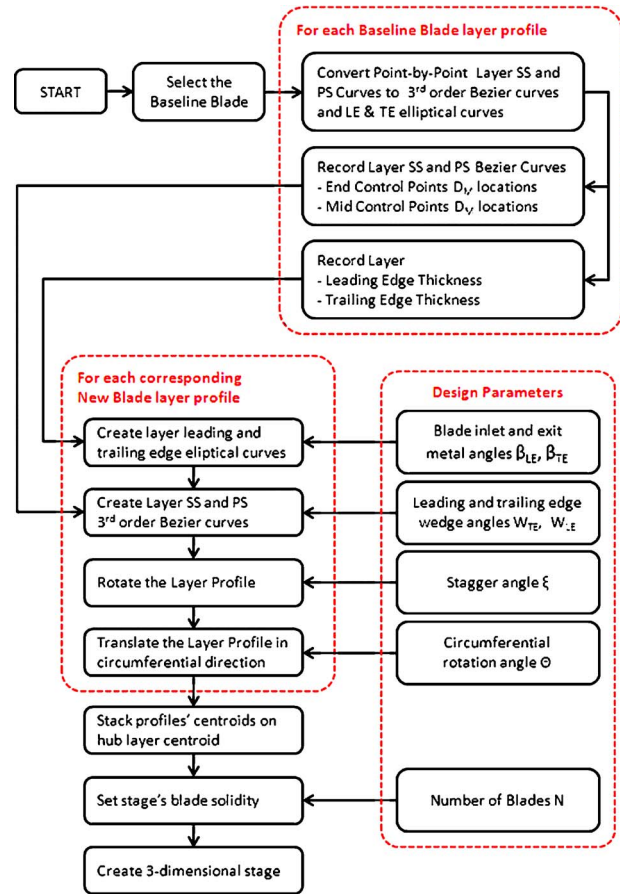 For each Baseline Blade layer profile
START
Select the
Baseline Blade
Convert Point-by-Point Layer SS and
PS Curves to 3rd order Bezier curves
and LE & TE elliptical curves
Record Layer SS and PS Bezier Curves
- End Control Points D locations
- Mid Control Points D locations
Record Layer
- Leading Edge Thickness
- Trailing Edge Thickness
For each corresponding
New Blade layer profile
Create layer leading and
trailing edge eliptical curves
Create Layer SS and PS
3rd order Bezier curves
Rotate the Layer Profile
Translate the Layer Profile in
circumferential direction
Stack profiles' centroids on
hub layer centroid
Set stage's blade solidity
Create 3-dimensional stage
Design Parameters
Blade inlet and exit
metal angles βLE, βTE
Leading and trailing edge
wedge angles WTE, WLE
Stagger angle ξ
Circumferential
rotation angle Θ
Number of Blades N